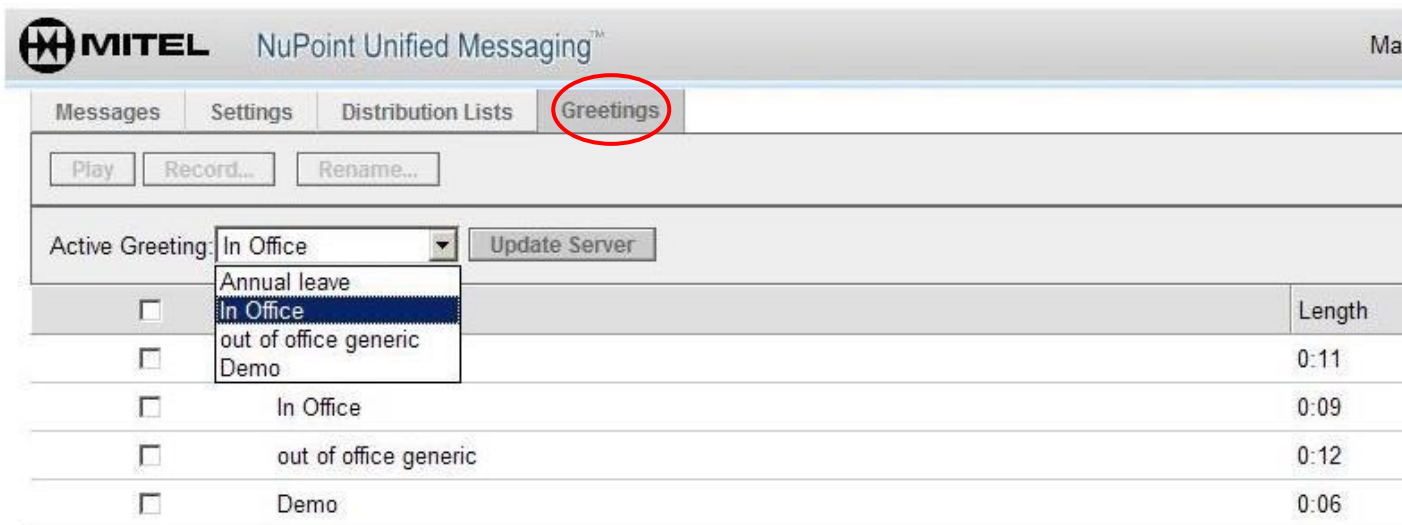 MITEL NuPoint Unified Messaging™ Ma
Messages Settings Distribution Lists Greetings
Play Record... Rename...
Active Greeting: In Office Update Server
Annual leave
In Office Length
out of office generic
Demo 0:11
In Office 0:09
out of office generic 0:12
Demo 0:06